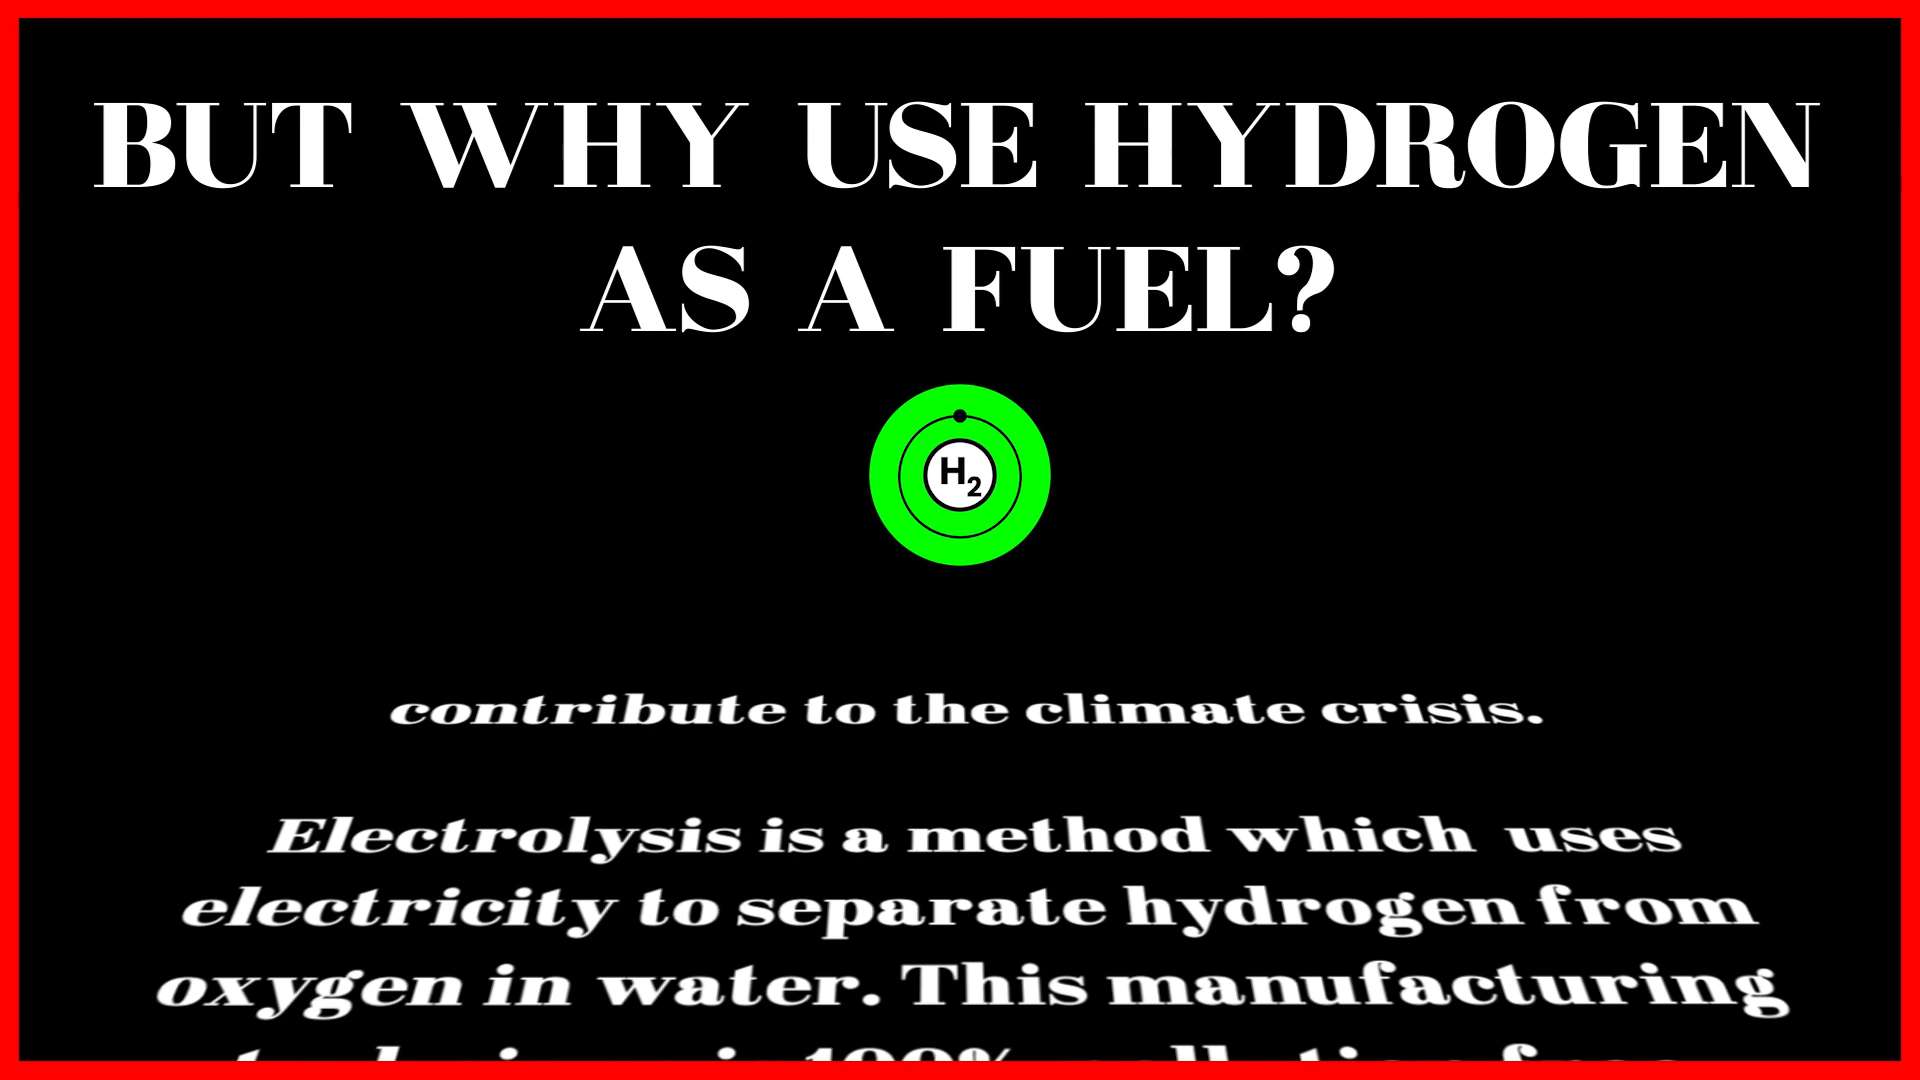 BUT WHY USE HYDROGEN
AS A FUEL?
H2
contribute to the climate crisis.
Electrolysis is a method which uses
electricity to separate hydrogen from
oxygen in water. This manufacturing